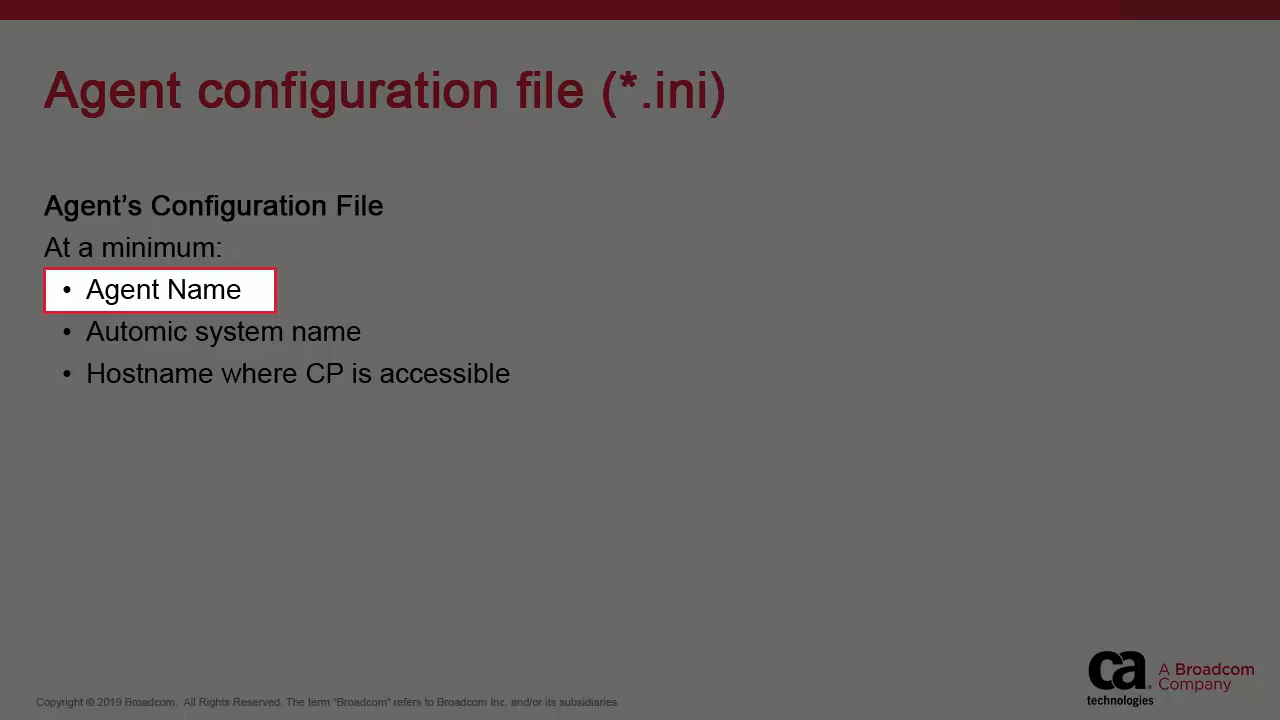 Agent configuration file (*.ini)
Agent’s Configuration File
At a minimum:
• Agent Name
• Automic system name
• Hostname where CP is accessible
Copyright © 2019 Broadcom. All Rights Reserved. The term “Broadcom” refers to Broadcom Inc. and/or its subsidiaries.
ca
technologies
A Broadcom
Company